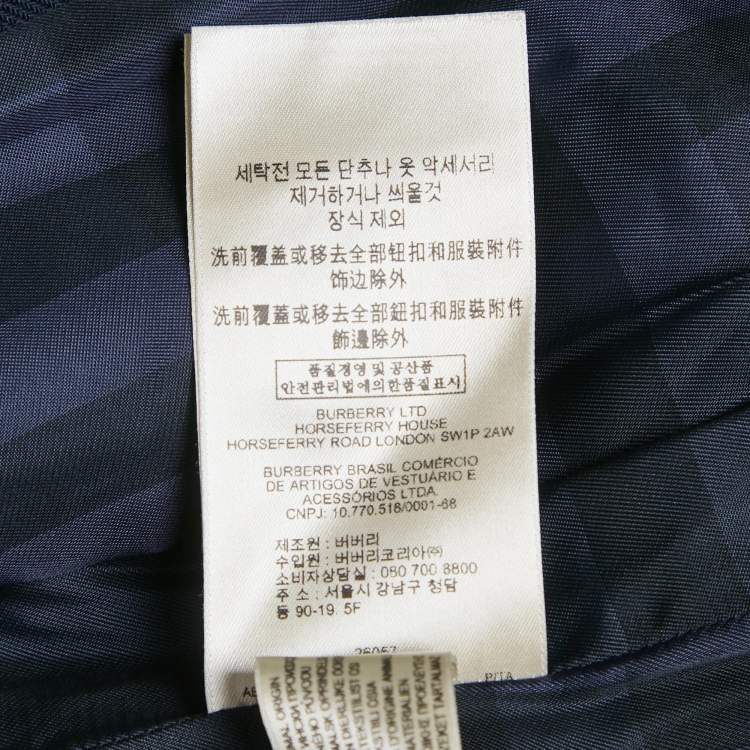 세탁전 모든 단추나 옷 악세서리
제거하거나 씌울것
장식 제외
洗前覆蓋或移去全部鈕扣和服裝附件
饰边除外
洗前覆蓋或移去全部鈕扣和服裝附件
飾邊除外
품질경영 및 공산품
안전관리법에의한품질표시
BURBERRY LTD
HORSEFERRY HOUSE
HORSEFERRY ROAD LONDON SW1P 2AW
BURBERRY BRASIL COMÉRCIO
DE ARTIGOS DE VESTUÁRIO E
ACESSÓRIOS LTDA.
CNPJ: 10.770.518/0001-68
제조원 : 버버리
수입원 : 버버리코리아㈜
소비자상담실 : 080 700 8800
주 소 : 서울시 강남구 청담
동 90-19. 5F